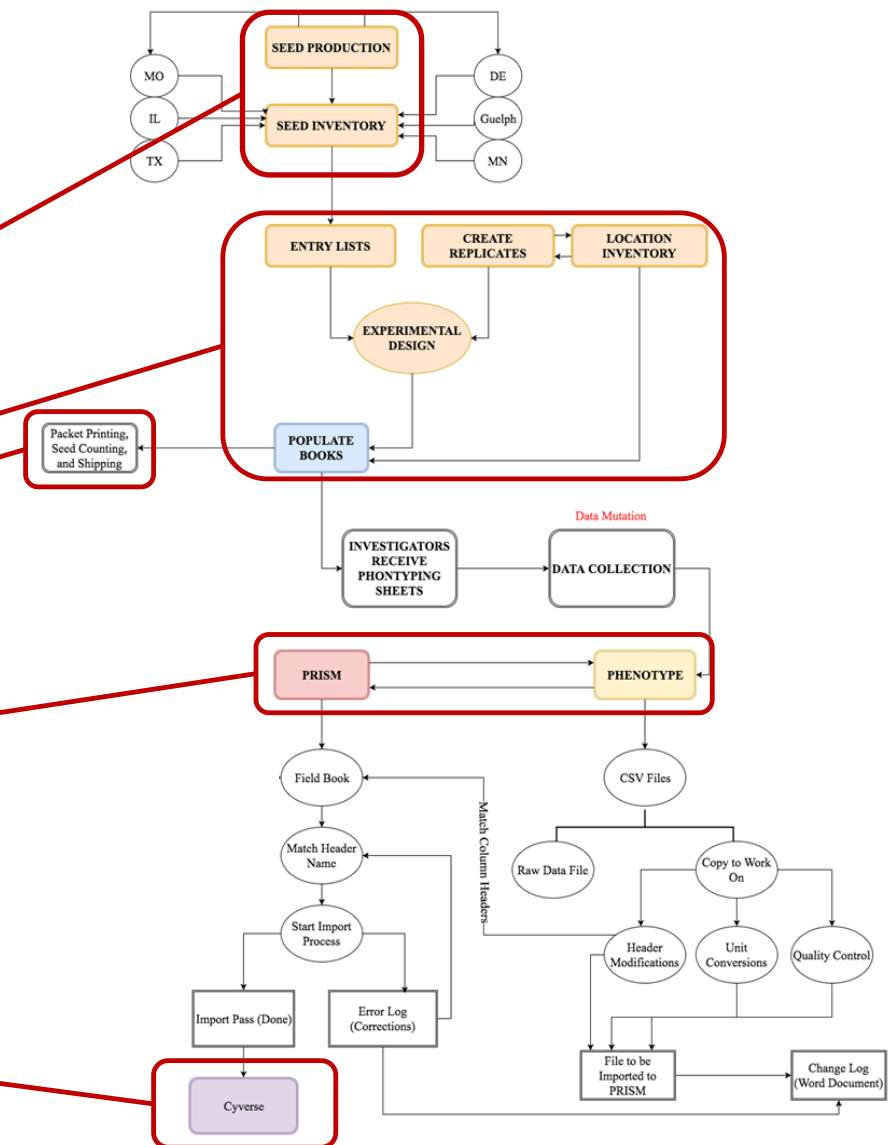 SEED PRODUCTION
MO
DE
IL
SEED INVENTORY
Guelph
TX
MN
ENTRY LISTS
CREATE
REPLICATES
LOCATION
INVENTORY
EXPERIMENTAL
DESIGN
Packet Printing,
Seed Counting,
and Shipping
POPULATE
BOOKS
Data Mutation
INVESTIGATORS
RECEIVE
PHONTYPING
SHEETS
DATA COLLECTION
PRISM
PHENOTYPE
Field Book
CSV Files
Match Column Headers
Match Header
Name
Raw Data File
Copy to Work
On
Start Import
Process
Header
Modifications
Unit
Conversions
Quality Control
Import Pass (Done)
Error Log
(Corrections)
File to be
Imported to
PRISM
Change Log
(Word Document)
Cyverse